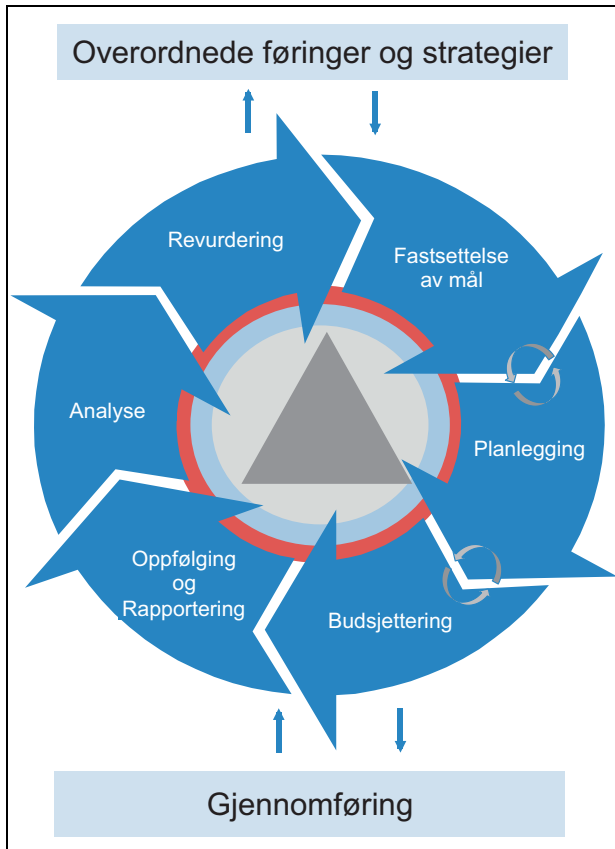 Overordnede føringer og strategier
Revurdering
Fastsettelse
av mål
Analyse
Planlegging
Oppfølging
og
Rapportering
Budsjettering
Gjennomføring